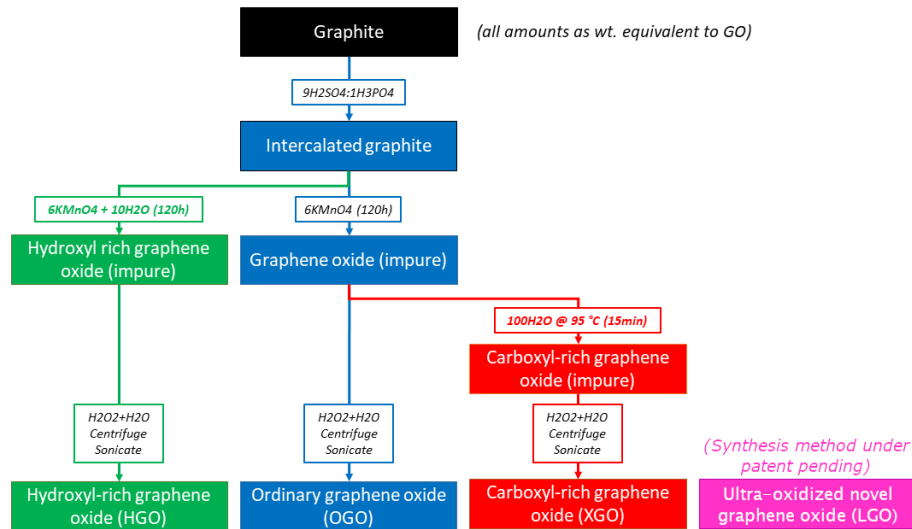 Graphite
(all amounts as wt. equivalent to GO)
9H2SO4:1H3PO4
Intercalated graphite
6KMnO4 + 10H2O (120h)
6KMnO4 (120h)
Hydroxyl rich graphene
oxide (impure)
Graphene oxide (impure)
100H2O @ 95 °C (15min)
Carboxyl-rich graphene
oxide (impure)
H2O2+H2O
Centrifuge
Sonicate
H2O2+H2O
Centrifuge
Sonicate
H2O2+H2O
Centrifuge
Sonicate
(Synthesis method under
patent pending)
Hydroxyl-rich graphene
oxide (HGO)
Ordinary graphene oxide
(OGO)
Carboxyl-rich graphene
oxide (XGO)
Ultra-oxidized novel
graphene oxide (LGO)